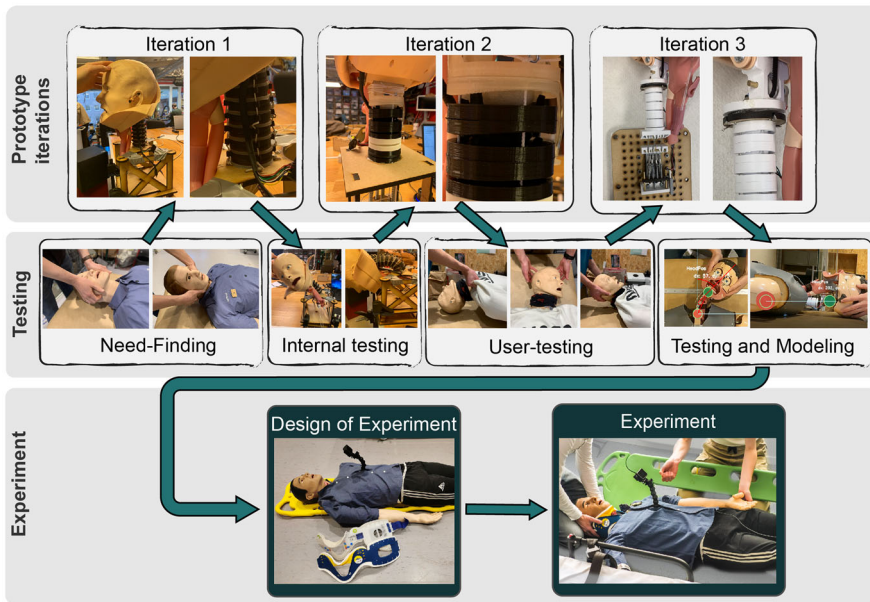 Prototype
iterations
Iteration 1
Iteration 2
Iteration 3
Testing
Need-Finding
Internal testing
User-testing
Testing and Modeling
Experiment
Design of Experiment
Experiment